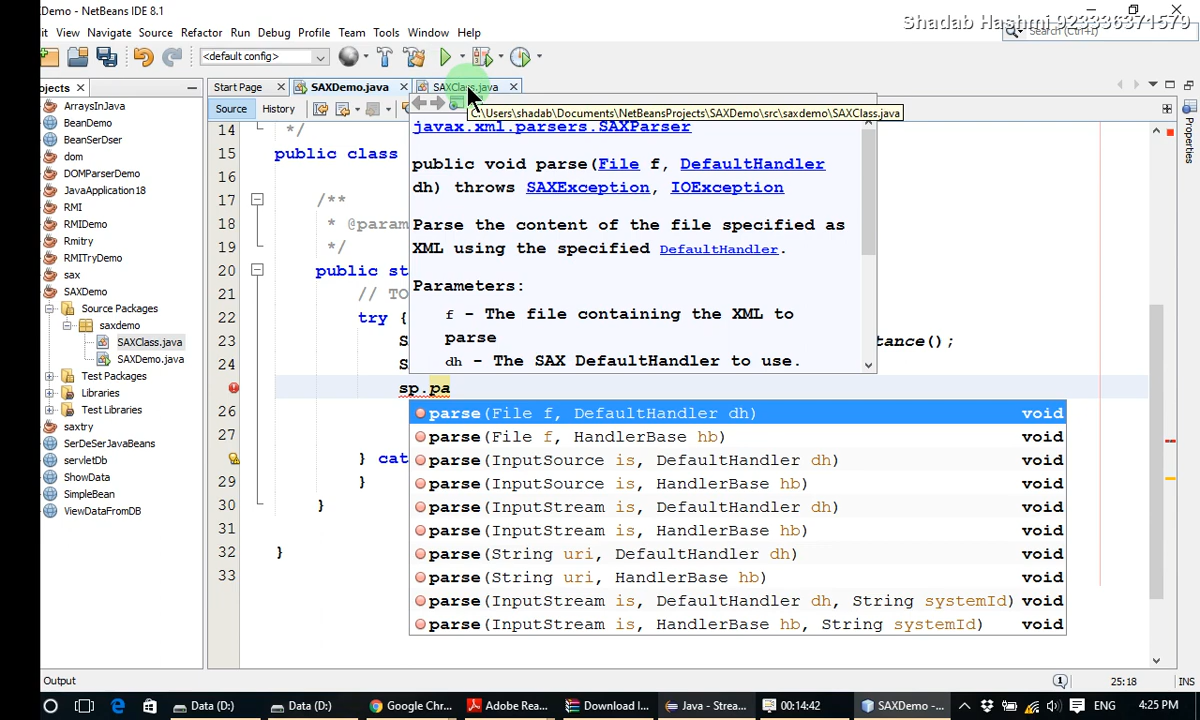 Demo - NetBeans IDE 8.1
Shadab Hashmi 923336371579
it View Navigate Source Refactor Run Debug Profile Team Tools Window Help
Search (Ctrl+I)
<default config>
ojects
Start Page
SAXDemo.java
SAXClass.java
Source History
C:\Users\shadab\Documents\NetBeansProjects\SAXDemo\src\saxdemo\SAXClass.java
ArraysInJava
BeanDemo
BeanSerDser
dom
DOMParserDemo
JavaApplication18
RMI
RMIDemo
Rmitry
RMITryDemo
sax
SAXDemo
Source Packages
saxdemo
SAXClass.java
SAXDemo.java
Test Packages
Libraries
Test Libraries
saxtry
SerDeSerJavaBeans
servletDb
ShowData
SimpleBean
ViewDataFromDB
14 */
15 public class
16
17 /**
18 * @param
19 */
20 public st
21 // TO
22 try {
23 S tance();
24 S
sp.pa
26
27
} cat
29 }
30 }
31
32 }
33
javax.xml.parsers.SAXParser
public void parse(File f, DefaultHandler
dh) throws SAXException, IOException
Parse the content of the file specified as
XML using the specified DefaultHandler.
Parameters:
f - The file containing the XML to
parse
dh - The SAX DefaultHandler to use.
parse(File f, DefaultHandler dh) void
parse(File f, HandlerBase hb) void
parse(InputSource is, DefaultHandler dh) void
parse(InputSource is, HandlerBase hb) void
parse(InputStream is, DefaultHandler dh) void
parse(InputStream is, HandlerBase hb) void
parse(String uri, DefaultHandler dh) void
parse(String uri, HandlerBase hb) void
parse(InputStream is, DefaultHandler dh, String systemId) void
parse(InputStream is, HandlerBase hb, String systemId) void
Properties
Output
1
25:18
INS
Data (D:)
Data (D:)
Google Chr...
Adobe Rea...
Download I...
Java - Strea...
00:14:42
SAXDemo -...
ENG
4:25 PM